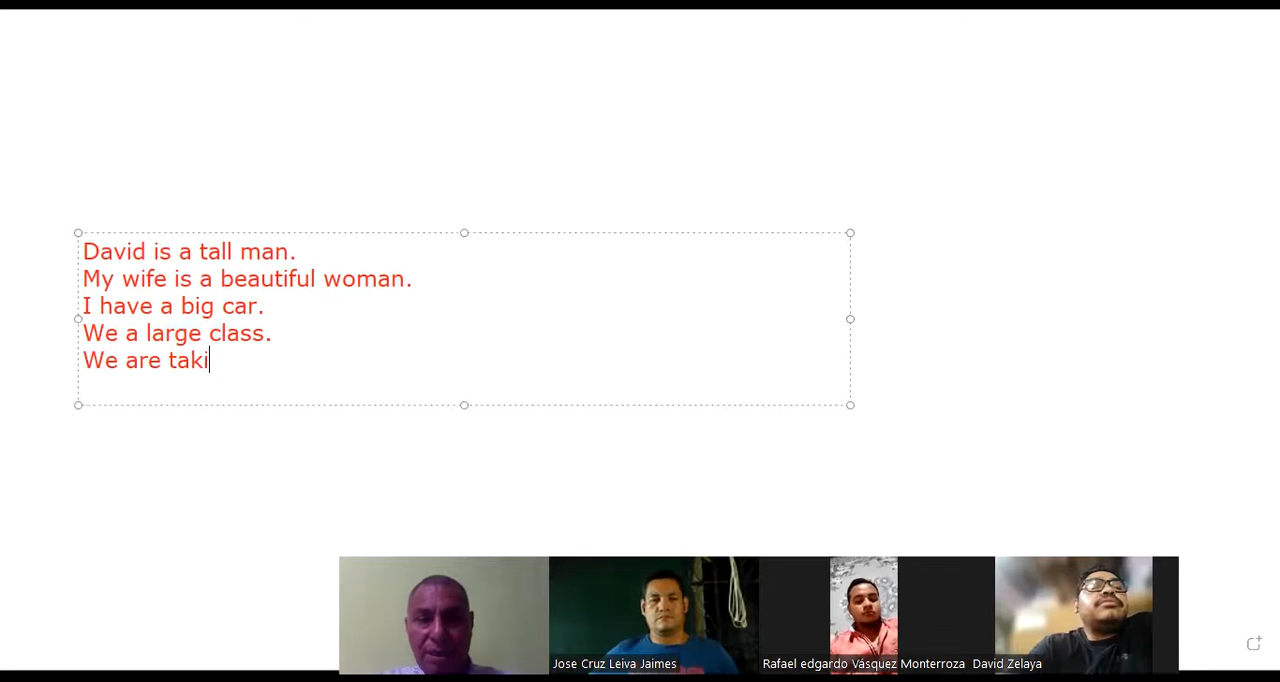 David is a tall man.
My wife is a beautiful woman.
I have a big car.
We a large class.
We are taki
Jose Cruz Leiva Jaimes
Rafael edgardo Vásquez Monterroza
David Zelaya